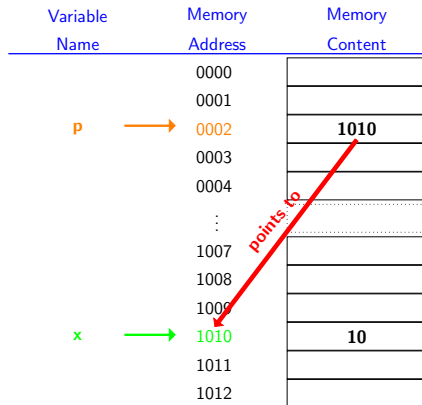 Variable Memory Memory
Name Address Content
0000
0001
p 0002 1010
0003
0004
points to
⋮
1007
1008
1009
x 1010 10
1011
1012